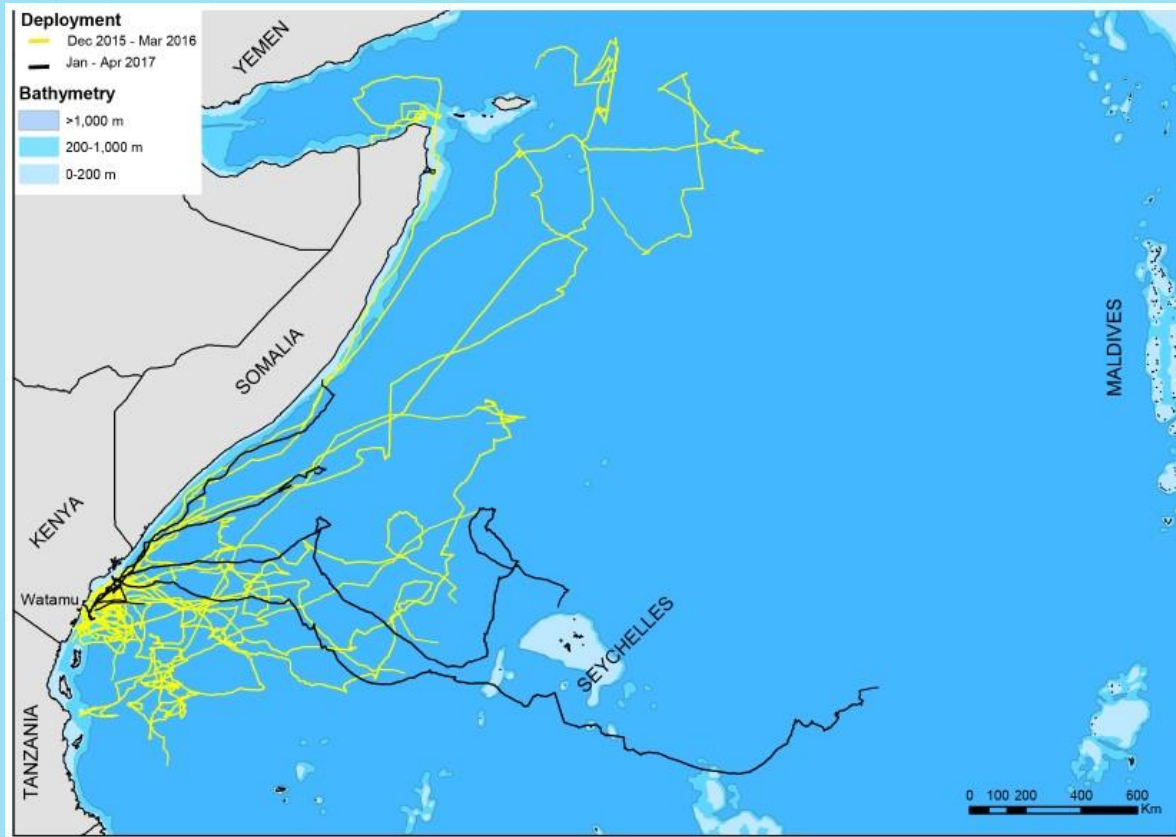 Deployment
Dec 2015 - Mar 2016
Jan - Apr 2017
Bathymetry
>1,000 m
200-1,000 m
0-200 m
YEMEN
SOMALIA
MALDIVES
KENYA
Watamu
SEYCHELLES
TANZANIA
0 100 200 400 600
Km